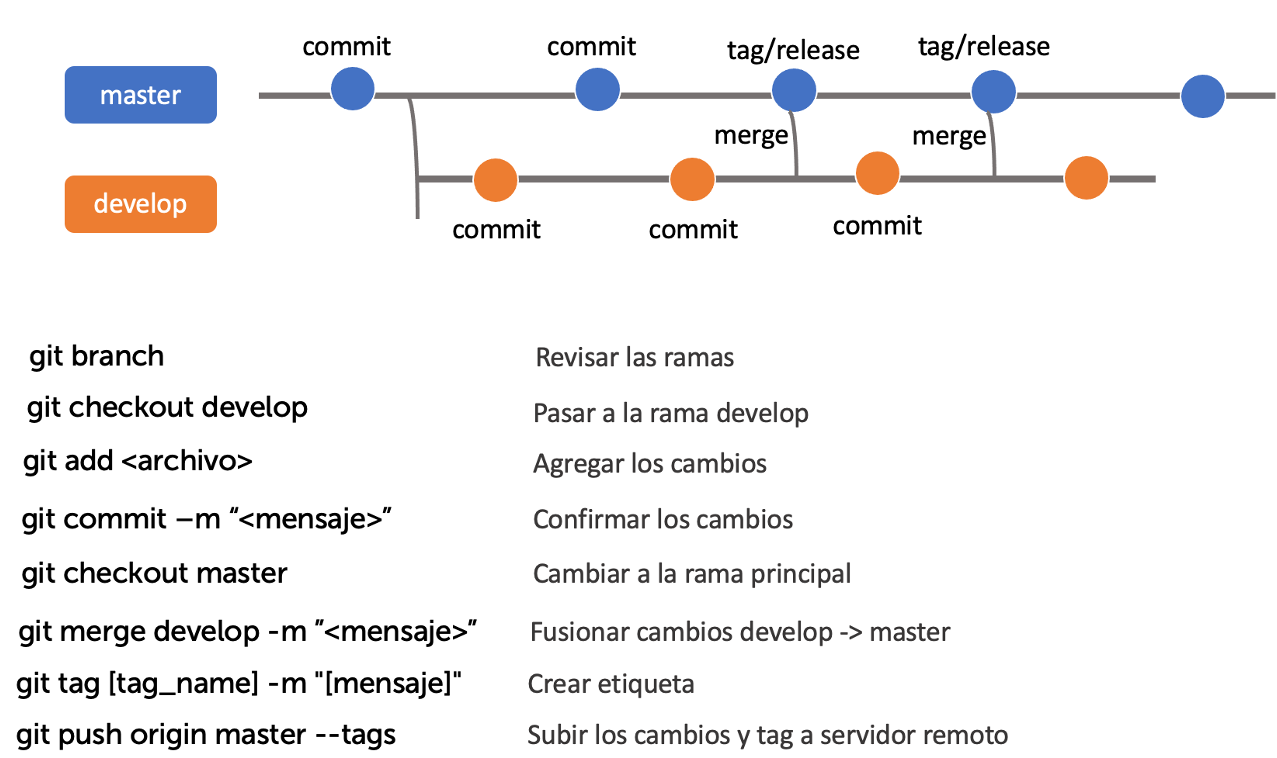 commit
commit
tag/release
tag/release
master
merge
merge
develop
commit
commit
commit
git branch
Revisar las ramas
git checkout develop
Pasar a la rama develop
git add <archivo>
Agregar los cambios
git commit –m “<mensaje>”
Confirmar los cambios
git checkout master
Cambiar a la rama principal
git merge develop -m ”<mensaje>”
Fusionar cambios develop -> master
git tag [tag_name] -m "[mensaje]"
Crear etiqueta
git push origin master --tags
Subir los cambios y tag a servidor remoto